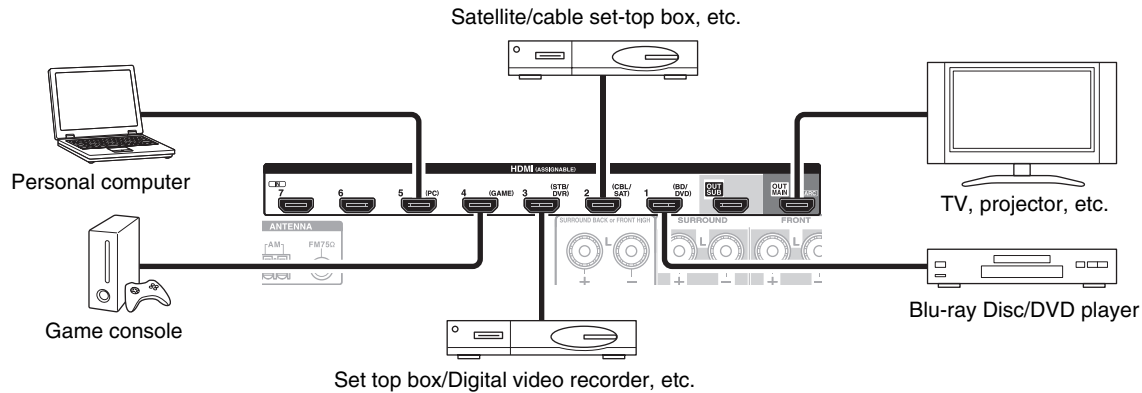 Satellite/cable set-top box, etc.
Personal computer
TV, projector, etc.
HDMI (ASSIGNABLE)
IN
7
6
5 (PC)
4 (GAME)
3 (STB/DVR)
2 (CBL/SAT)
1 (BD/DVD)
OUT SUB
OUT MAIN
ARC
ANTENNA
AM
FM75Ω
SURROUND BACK or FRONT HIGH
SURROUND
FRONT
L
L
L
+ −
+ −
+ −
Game console
Blu-ray Disc/DVD player
Set top box/Digital video recorder, etc.